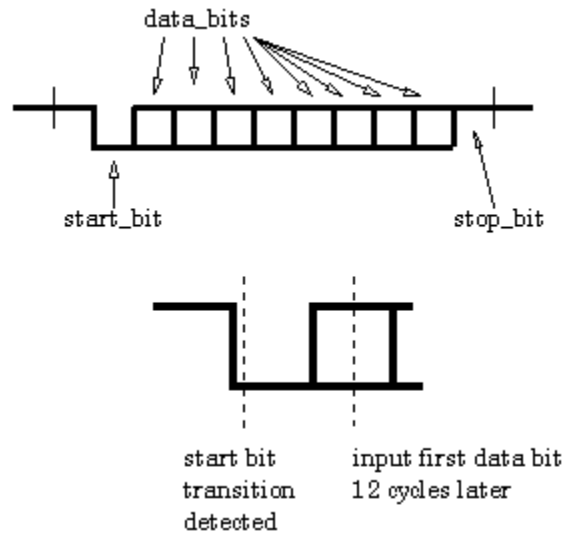 data_bits
start_bit
stop_bit
start bit
transition
detected
input first data bit
12 cycles later